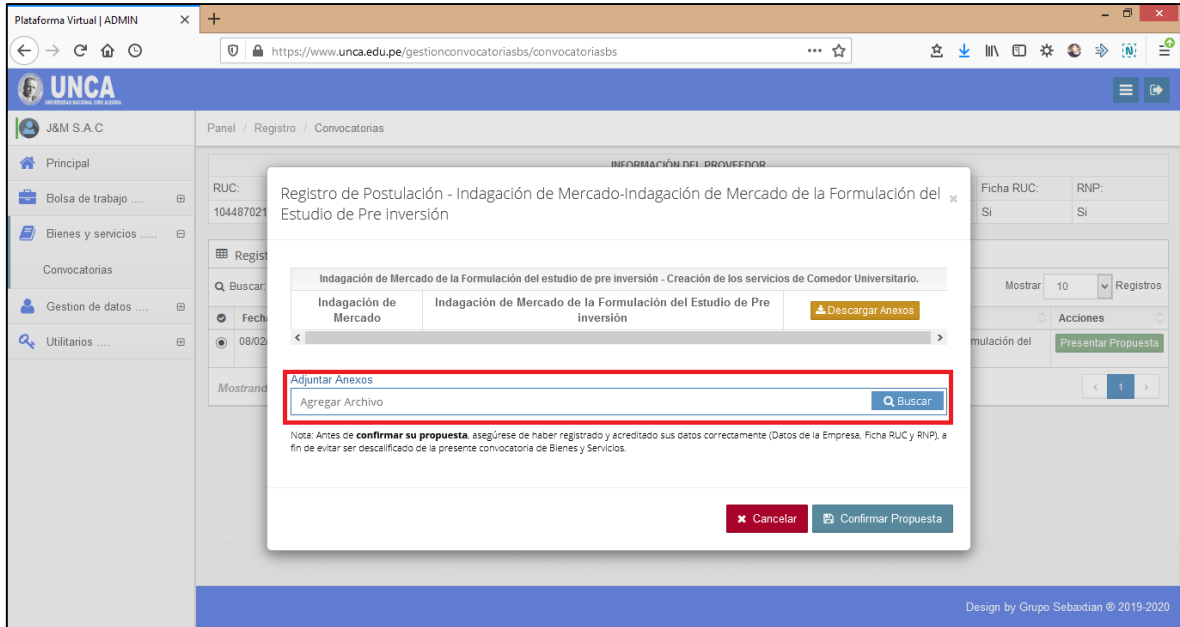 Plataforma Virtual | ADMIN
https://www.unca.edu.pe/gestionconvocatoriasbs/convocatoriasbs
UNCA
UNIVERSIDAD NACIONAL CIRO ALEGRIA
J&M S.A.C
Panel / Registro / Convocatorias
Principal
Bolsa de trabajo ....
Bienes y servicios .....
Convocatorias
Gestion de datos ....
Utilitarios ....
INFORMACIÓN DEL PROVEEDOR
RUC:
Ficha RUC:
RNP:
104487021
Si
Si
Regist
Q Buscar:
Mostrar 10 Registros
Fech
Acciones
08/02/
mulación del
Presentar Propuesta
Mostrand
1
Registro de Postulación - Indagación de Mercado-Indagación de Mercado de la Formulación del
Estudio de Pre inversión
Indagación de Mercado de la Formulación del estudio de pre inversión - Creación de los servicios de Comedor Universitario.
Indagación de Mercado
Indagación de Mercado de la Formulación del Estudio de Pre inversión
Descargar Anexos
Adjuntar Anexos
Agregar Archivo
Buscar
Nota: Antes de confirmar su propuesta, asegúrese de haber registrado y acreditado sus datos correctamente (Datos de la Empresa, Ficha RUC y RNP), a
fin de evitar ser descalificado de la presente convocatoria de Bienes y Servicios.
Cancelar
Confirmar Propuesta
Design by Grupo Sebaxtian ® 2019-2020